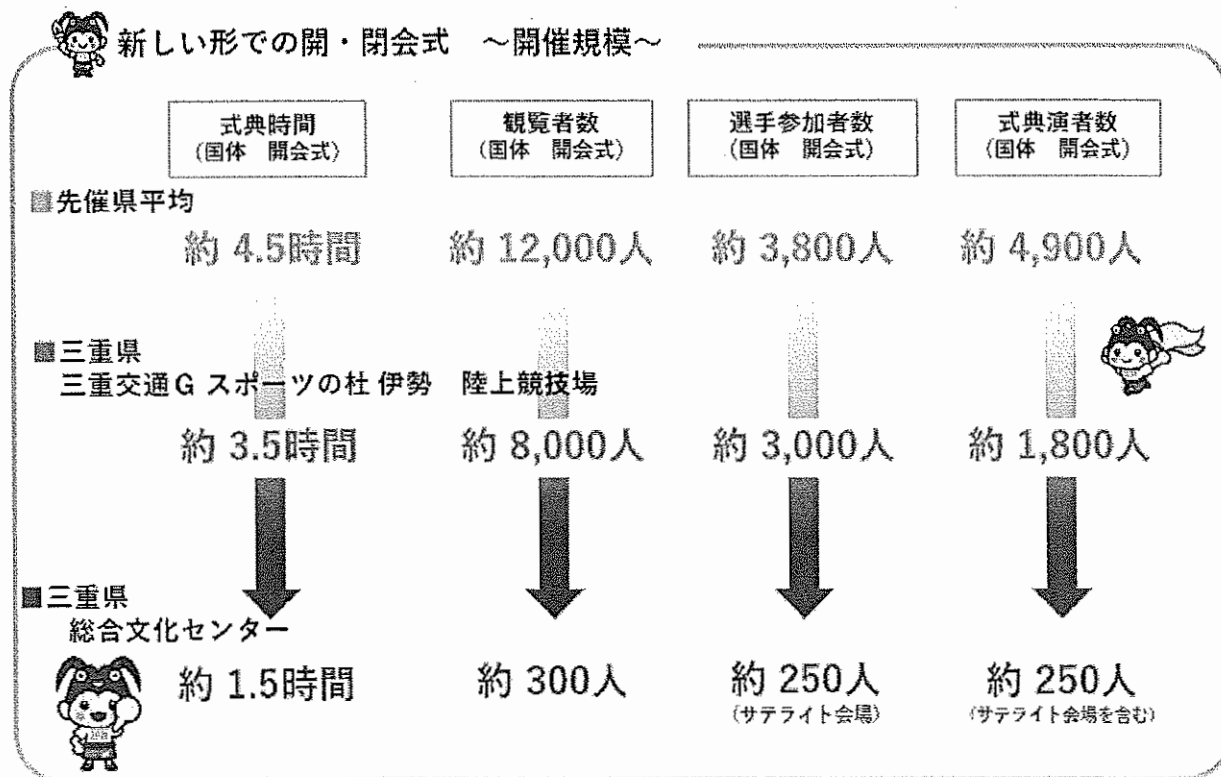 新しい形での開・閉会式 ～開催規模～
式典時間
(国体 開会式)
観覧者数
(国体 開会式)
選手参加者数
(国体 開会式)
式典演者数
(国体 開会式)
■先催県平均
約 4.5時間
約 12,000人
約 3,800人
約 4,900人
■三重県
三重交通G スポーツの杜 伊勢 陸上競技場
約 3.5時間
約 8,000人
約 3,000人
約 1,800人
■三重県
総合文化センター
約 1.5時間
約 300人
約 250人
(サテライト会場)
約 250人
(サテライト会場を含む)